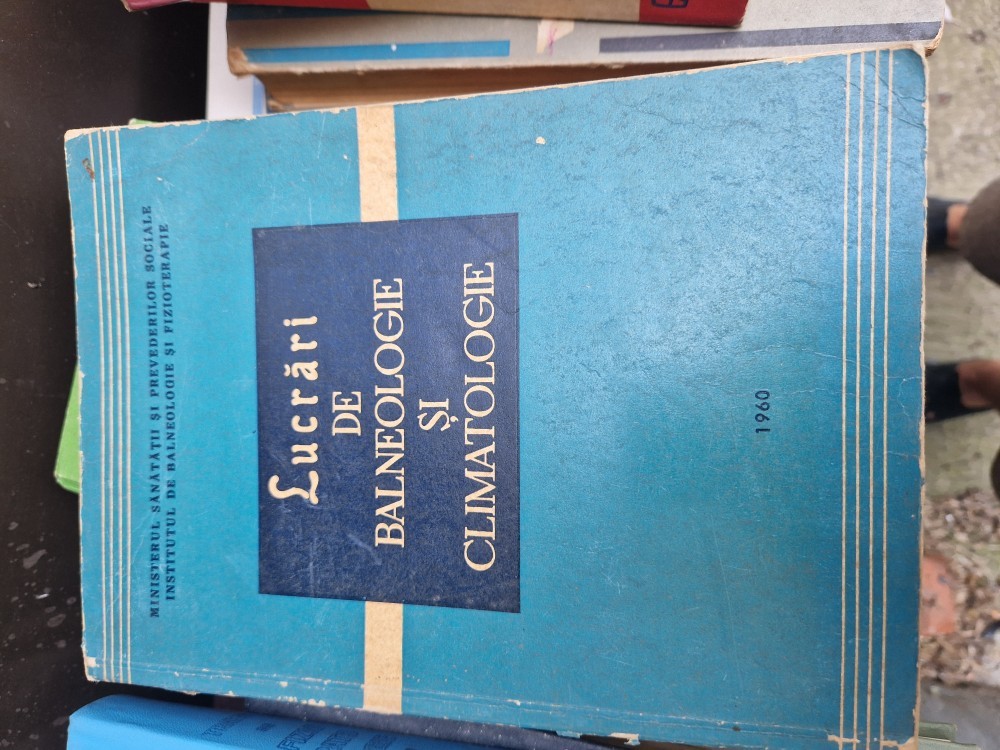 MINISTERUL SĂNĂTĂȚII ȘI PREVEDERILOR SOCIALE
INSTITUTUL DE BALNEOLOGIE ȘI FIZIOTERAPIE
Lucrări
DE
BALNEOLOGIE
ȘI
CLIMATOLOGIE
1960